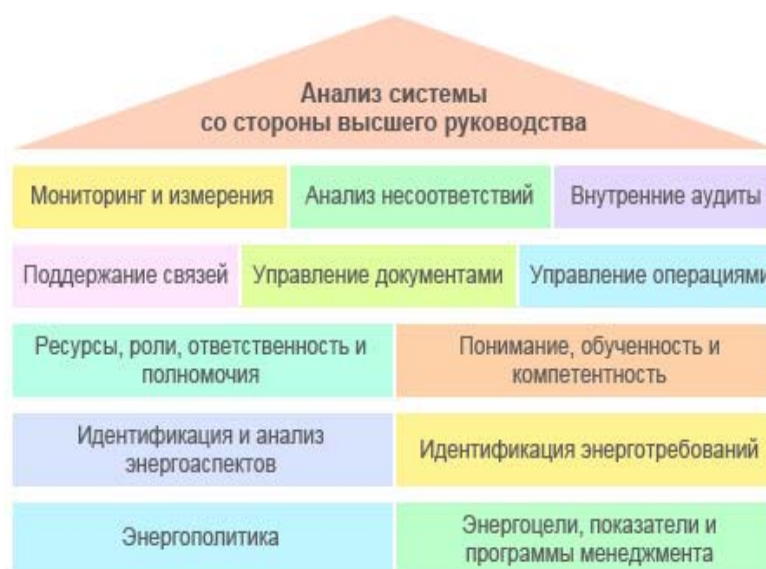 Анализ системы
со стороны высшего руководства
Мониторинг и измерения
Анализ несоответствий
Внутренние аудиты
Поддержание связей
Управление документами
Управление операциями
Ресурсы, роли, ответственность и
полномочия
Понимание, обученность и
компетентность
Идентификация и анализ
энергоаспектов
Идентификация энерготребований
Энергополитика
Энергоцели, показатели и
программы менеджмента